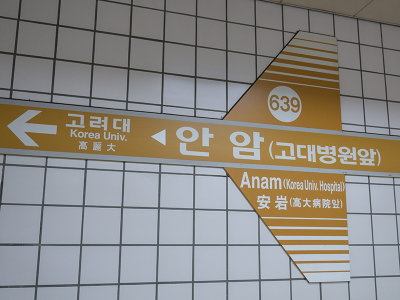 639
고려대
Korea Univ.
高麗大
안암(고대병원앞)
Anam(Korea Univ. Hospital)
安岩(高大病院앞)